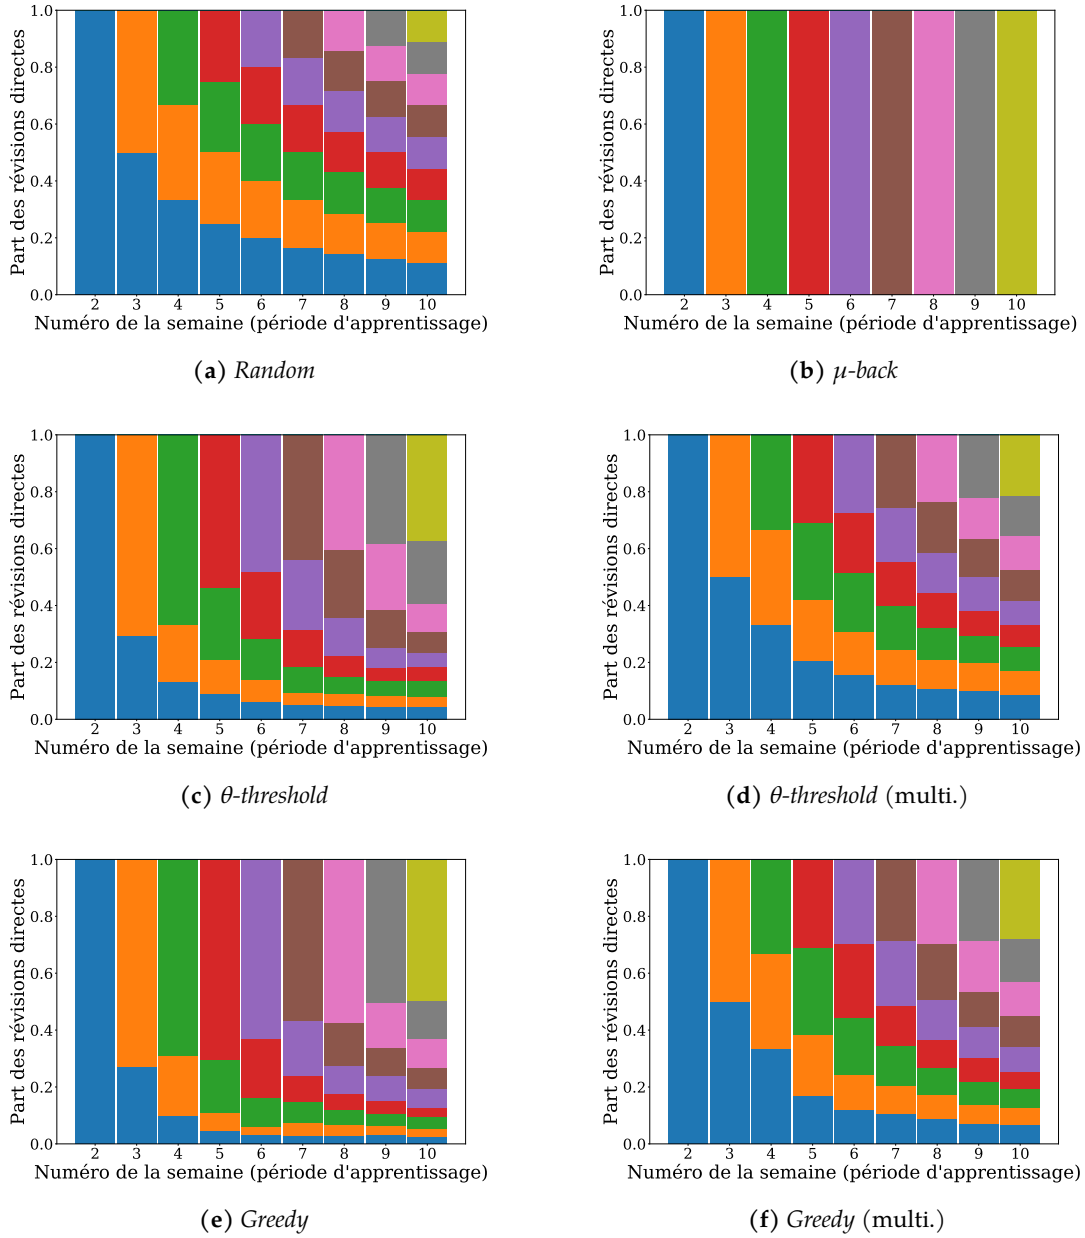 Part des révisions directes
1.0
0.8
0.6
0.4
0.2
0.0
2 3 4 5 6 7 8 9 10
Numéro de la semaine (période d'apprentissage)
(a) Random
Part des révisions directes
1.0
0.8
0.6
0.4
0.2
0.0
2 3 4 5 6 7 8 9 10
Numéro de la semaine (période d'apprentissage)
(b) μ-back
Part des révisions directes
1.0
0.8
0.6
0.4
0.2
0.0
2 3 4 5 6 7 8 9 10
Numéro de la semaine (période d'apprentissage)
(c) θ-threshold
Part des révisions directes
1.0
0.8
0.6
0.4
0.2
0.0
2 3 4 5 6 7 8 9 10
Numéro de la semaine (période d'apprentissage)
(d) θ-threshold (multi.)
Part des révisions directes
1.0
0.8
0.6
0.4
0.2
0.0
2 3 4 5 6 7 8 9 10
Numéro de la semaine (période d'apprentissage)
(e) Greedy
Part des révisions directes
1.0
0.8
0.6
0.4
0.2
0.0
2 3 4 5 6 7 8 9 10
Numéro de la semaine (période d'apprentissage)
(f) Greedy (multi.)